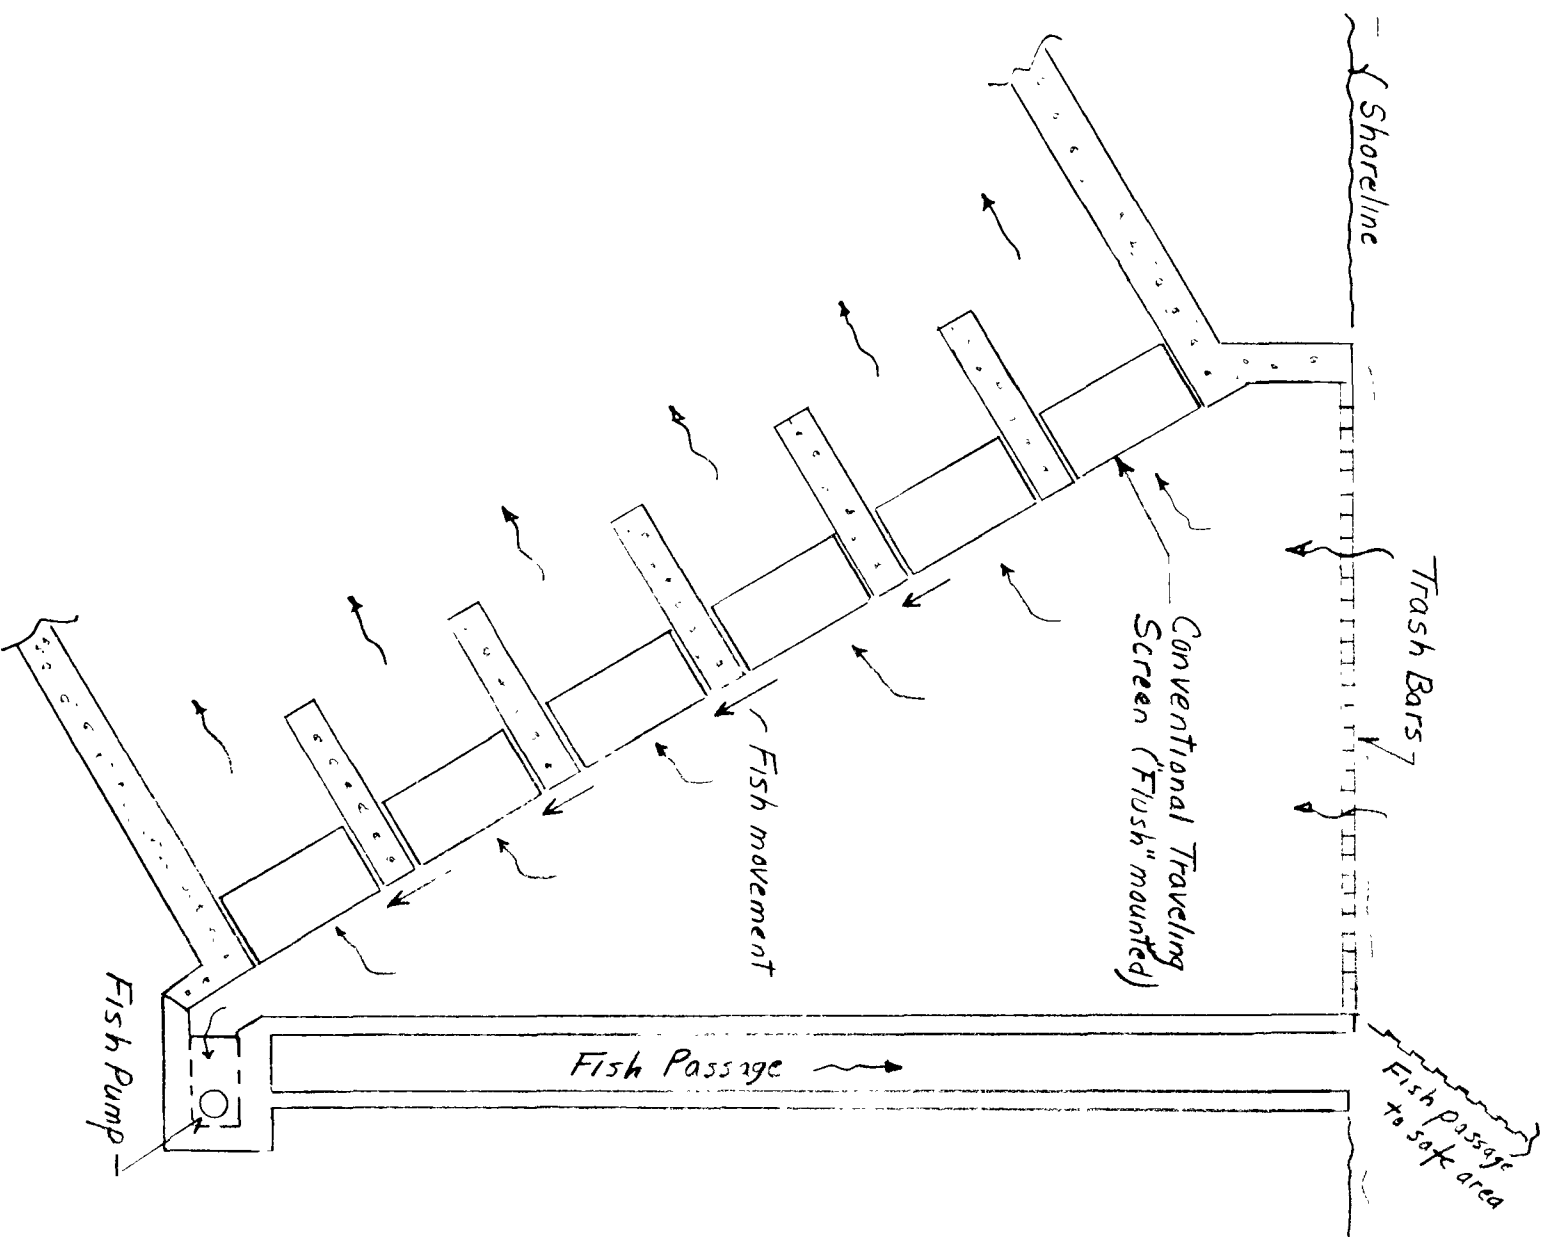 Shoreline
Trash Bars
Conventional Traveling
Screen ("Flush" mounted)
Fish movement
Fish Passage
Fish Pump
Fish passage
to safe area